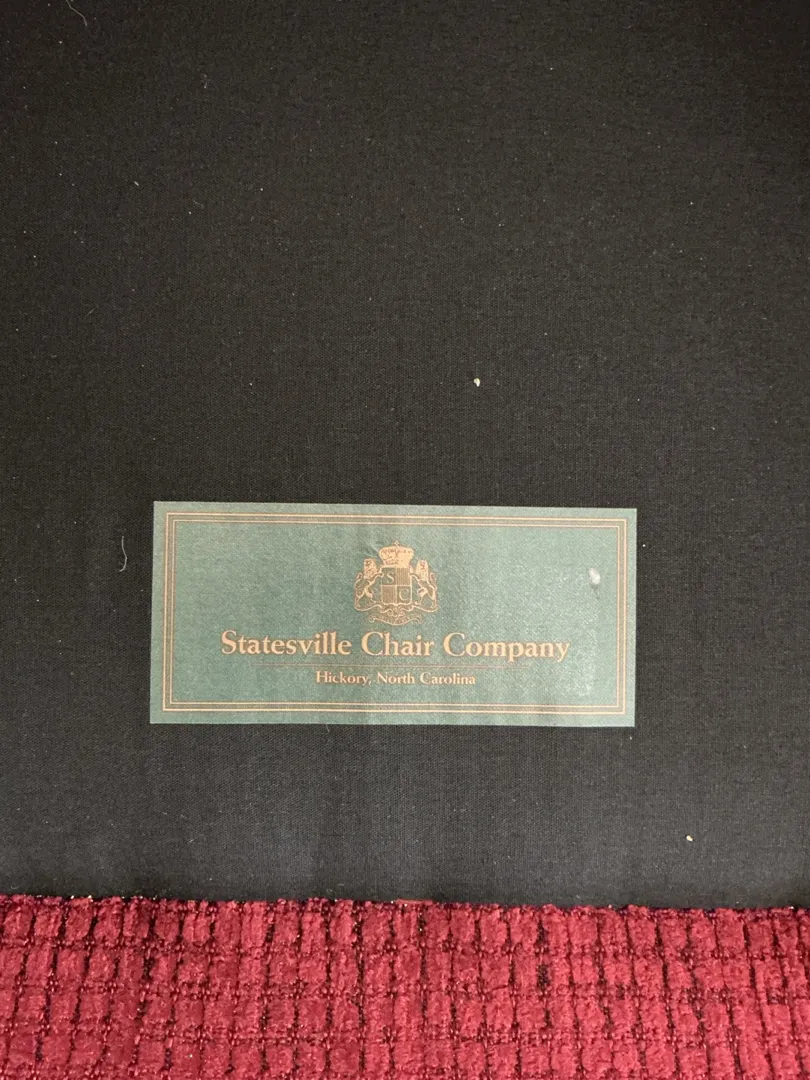 S C
Statesville Chair Company
Hickory, North Carolina